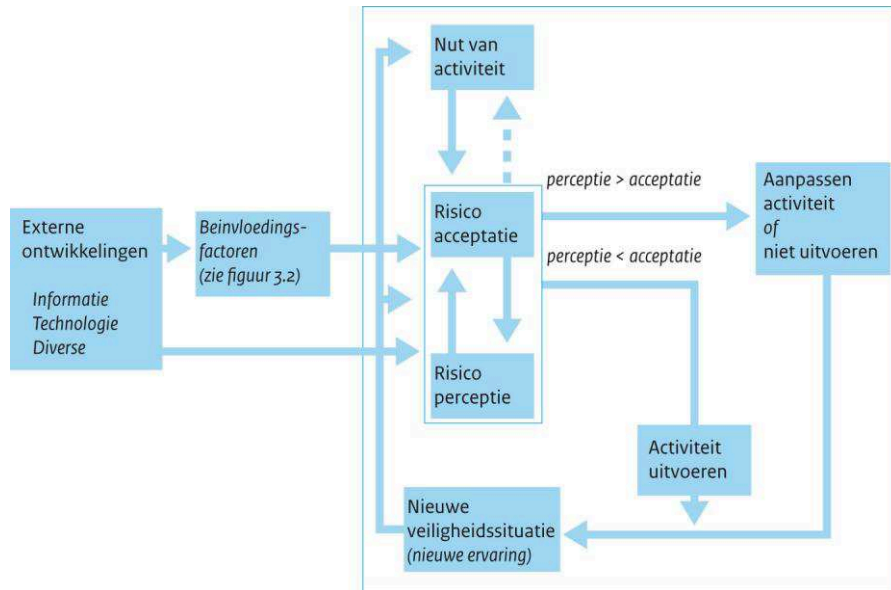 Nut van
activiteit
perceptie > acceptatie
Aanpassen
activiteit
of
niet uitvoeren
Externe
ontwikkelingen
Informatie
Technologie
Diverse
Beinvloedings-
factoren
(zie figuur 3.2)
Risico
acceptatie
perceptie < acceptatie
Risico
perceptie
Activiteit
uitvoeren
Nieuwe
veiligheidssituatie
(nieuwe ervaring)